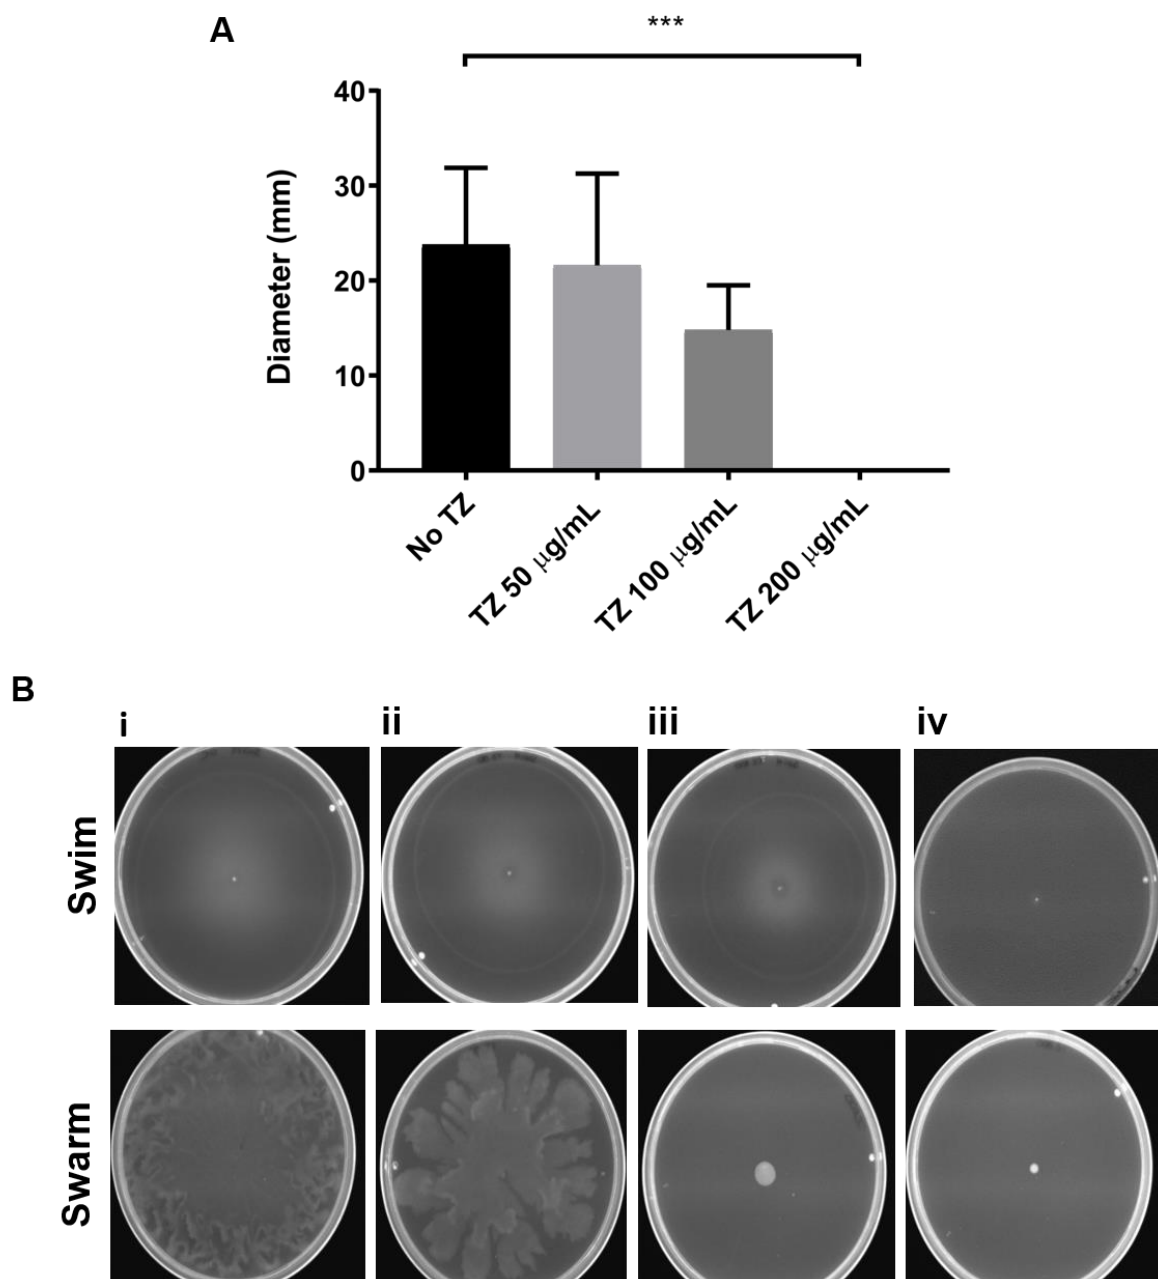 A
***
40
30
20
10
0
Diameter (mm)
No TZ
TZ 50 µg/mL
TZ 100 µg/mL
TZ 200 µg/mL
B
i
ii
iii
iv
Swim
Swarm